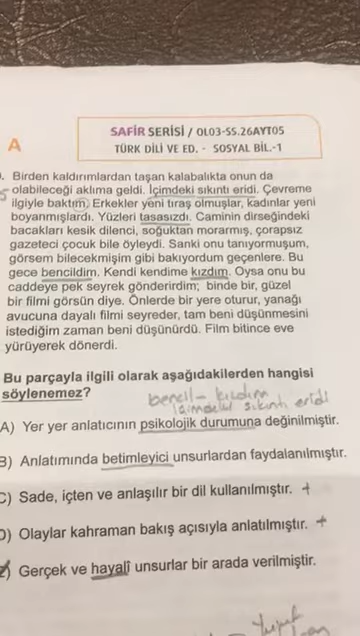 SAFİR SERİSİ / OL03-SS.26AYT05
A
TÜRK DİLİ VE ED. - SOSYAL BİL.-1
Birden kaldırımlardan taşan kalabalıkta onun da
olabileceği aklıma geldi. İçimdeki sıkıntı eridi. Çevreme
ilgiyle baktım. Erkekler yeni tıraş olmuşlar, kadınlar yeni
boyanmışlardı. Yüzleri tasasızdı. Caminin dirseğindeki
bacakları kesik dilenci, soğuktan morarmış, çorapsız
gazeteci çocuk bile öyleydi. Sanki onu tanıyormuşum,
görsem bilecekmişim gibi bakıyordum geçenlere. Bu
gece bencildim. Kendi kendime kızdım. Oysa onu bu
caddeye pek seyrek gönderirdim; binde bir, güzel
bir filmi görsün diye. Önlerde bir yere oturur, yanağı
avucuna dayalı filmi seyreder, tam beni düşünmesini
istediğim zaman beni düşünürdü. Film bitince eve
yürüyerek dönerdi.
Bu parçayla ilgili olarak aşağıdakilerden hangisi
söylenemez?
bencil - kızdım
içimdeki sıkıntı eridi
A) Yer yer anlatıcının psikolojik durumuna değinilmiştir.
B) Anlatımında betimleyici unsurlardan faydalanılmıştır.
C) Sade, içten ve anlaşılır bir dil kullanılmıştır. +
D) Olaylar kahraman bakış açısıyla anlatılmıştır. +
Gerçek ve hayalî unsurlar bir arada verilmiştir.